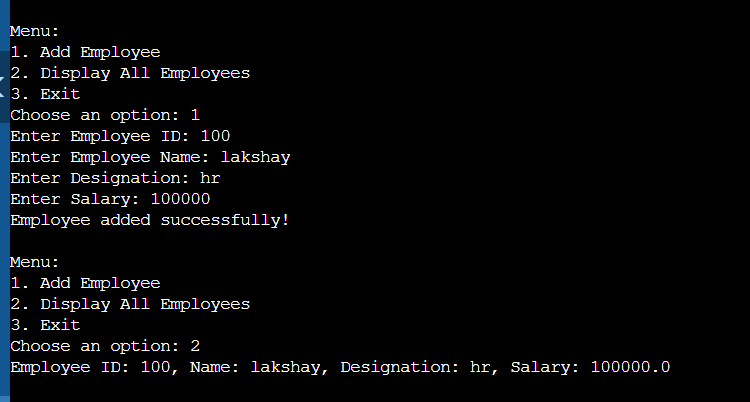 Menu:
1. Add Employee
2. Display All Employees
3. Exit
Choose an option: 1
Enter Employee ID: 100
Enter Employee Name: lakshay
Enter Designation: hr
Enter Salary: 100000
Employee added successfully!
Menu:
1. Add Employee
2. Display All Employees
3. Exit
Choose an option: 2
Employee ID: 100, Name: lakshay, Designation: hr, Salary: 100000.0